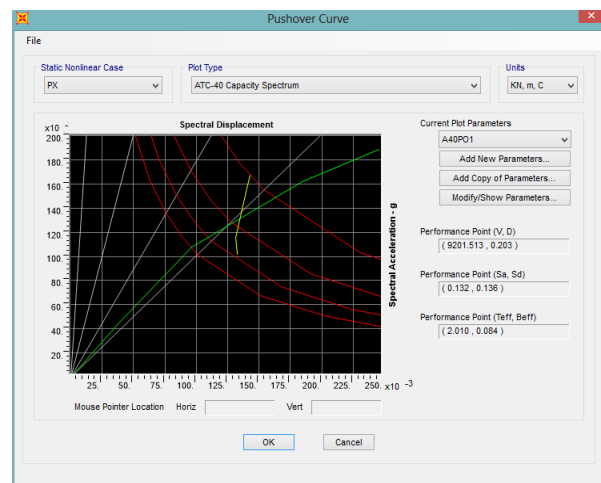 Pushover Curve
File
Static Nonlinear Case
PX
Plot Type
ATC-40 Capacity Spectrum
Units
KN, m, C
Spectral Displacement
x10 -
200.
180.
160.
140.
120.
100.
80.
60.
40.
20.
25. 50. 75. 100. 125. 150. 175. 200. 225. 250. x10 -3
Spectral Acceleration - g
Mouse Pointer Location Horiz Vert
Current Plot Parameters
A40PO1
Add New Parameters...
Add Copy of Parameters...
Modify/Show Parameters...
Performance Point (V, D)
( 9201.513 , 0.203 )
Performance Point (Sa, Sd)
( 0.132 , 0.136 )
Performance Point (Teff, Beff)
( 2.010 , 0.084 )
OK Cancel